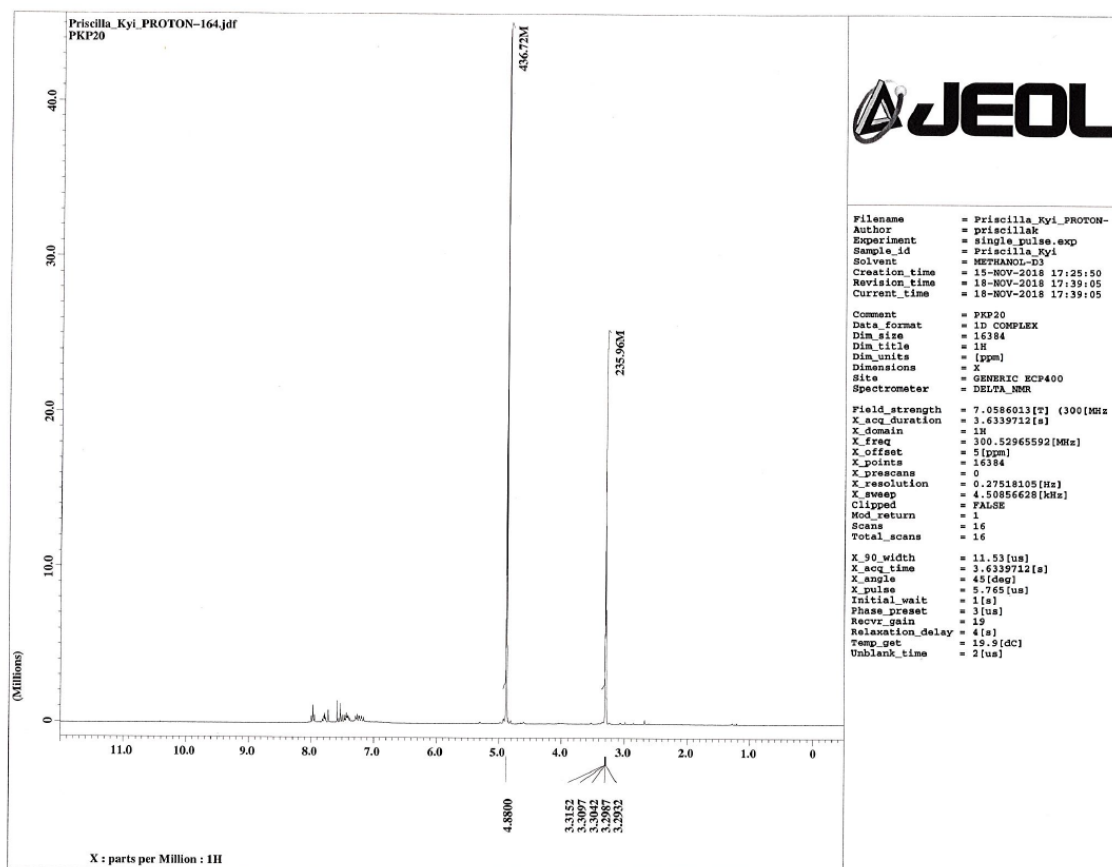 Priscilla_Kyi_PROTON-164.jdf
PKP20
436.72M
235.96M
(Millions)
40.0
30.0
20.0
10.0
0
11.0 10.0 9.0 8.0 7.0 6.0 5.0 4.0 3.0 2.0 1.0 0
4.8800
3.3152
3.3097
3.3042
3.2987
3.2932
X : parts per Million : 1H
JEOL
Filename = Priscilla_Kyi_PROTON-
Author = priscillak
Experiment = single_pulse.exp
Sample_id = Priscilla_Kyi
Solvent = METHANOL-D3
Creation_time = 15-NOV-2018 17:25:50
Revision_time = 18-NOV-2018 17:39:05
Current_time = 18-NOV-2018 17:39:05
Comment = PKP20
Data_format = 1D COMPLEX
Dim_size = 16384
Dim_title = 1H
Dim_units = [ppm]
Dimensions = X
Site = GENERIC ECP400
Spectrometer = DELTA_NMR
Field_strength = 7.0586013[T] (300[MHz
X_acq_duration = 3.6339712[s]
X_domain = 1H
X_freq = 300.52965592[MHz]
X_offset = 5[ppm]
X_points = 16384
X_prescans = 0
X_resolution = 0.27518105[Hz]
X_sweep = 4.50856628[kHz]
Clipped = FALSE
Mod_return = 1
Scans = 16
Total_scans = 16
X_90_width = 11.53[us]
X_acq_time = 3.6339712[s]
X_angle = 45[deg]
X_pulse = 5.765[us]
Initial_wait = 1[s]
Phase_preset = 3[us]
Recvr_gain = 19
Relaxation_delay = 4[s]
Temp_get = 19.9[dC]
Unblank_time = 2[us]